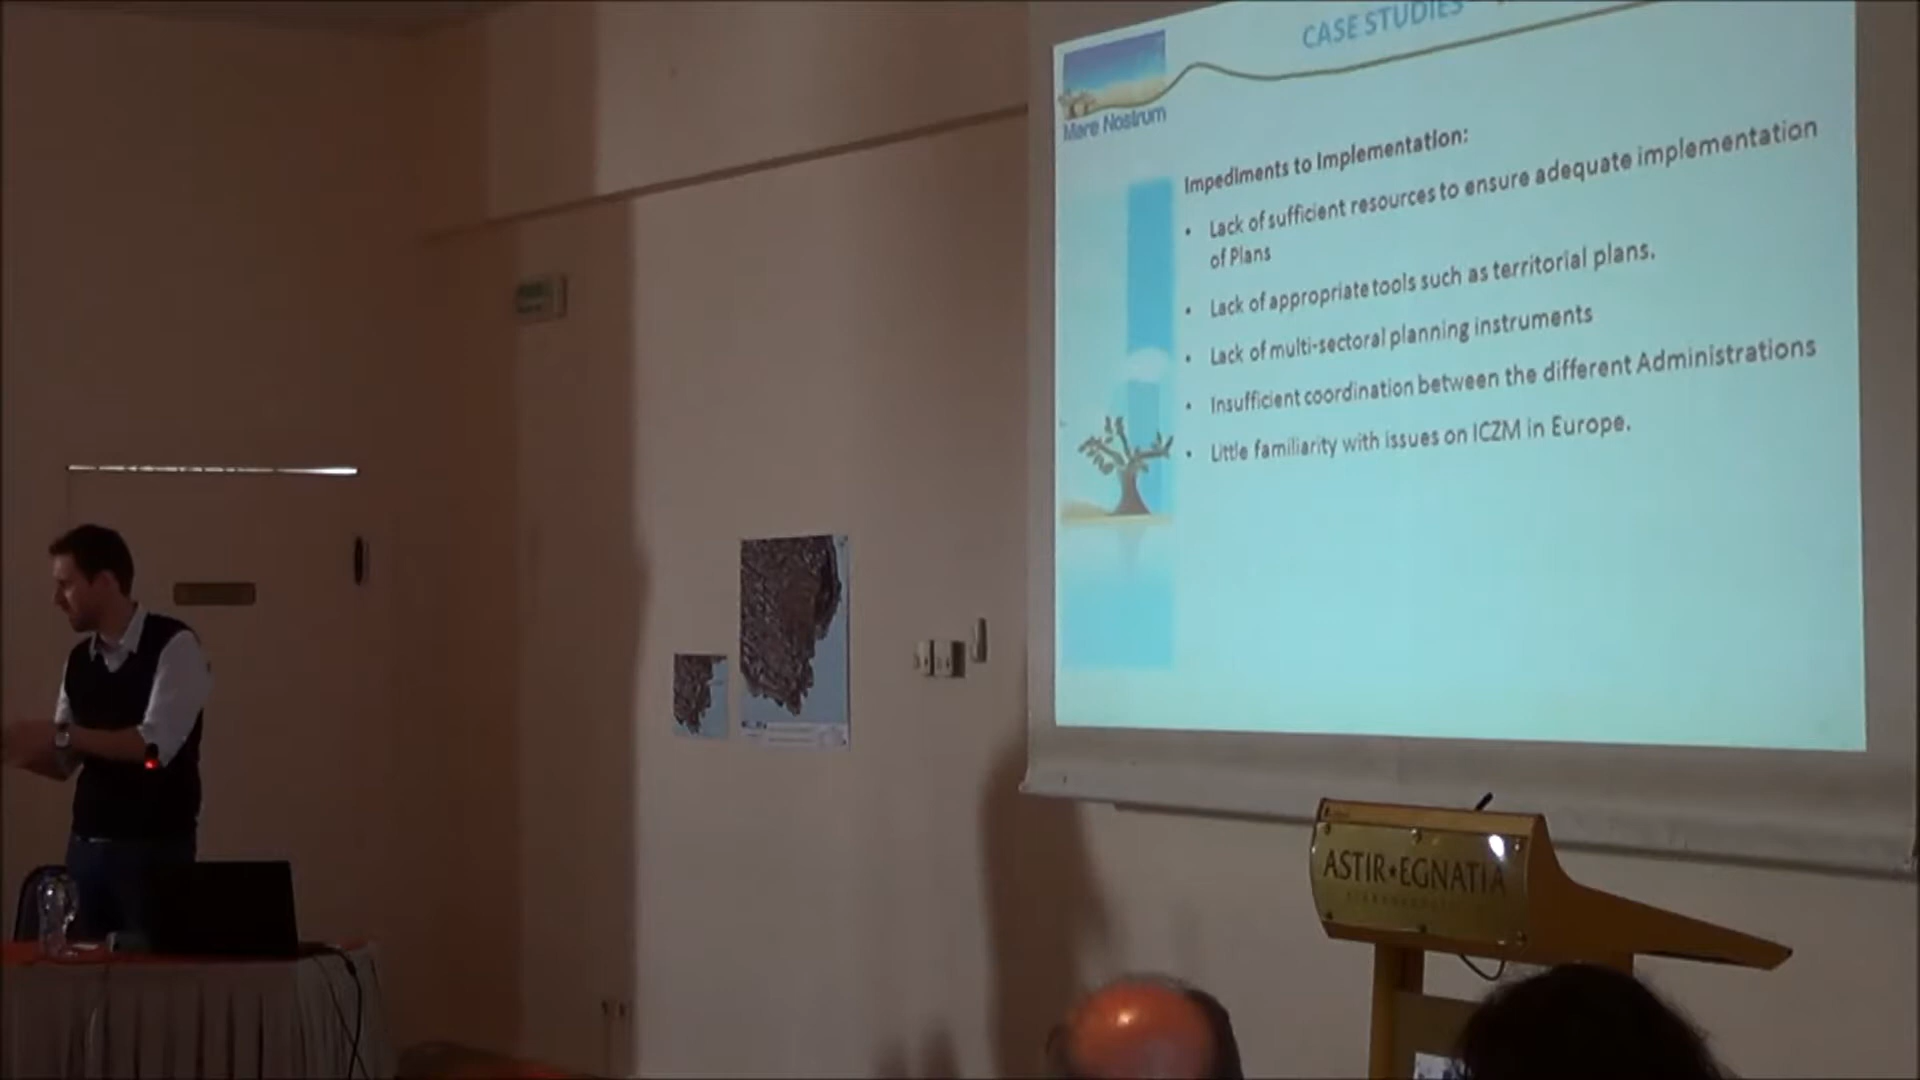 CASE STUDIES
Mare Nostrum
Impediments to Implementation:
• Lack of sufficient resources to ensure adequate implementation
of Plans
• Lack of appropriate tools such as territorial plans.
• Lack of multi-sectoral planning instruments
• Insufficient coordination between the different Administrations
• Little familiarity with issues on ICZM in Europe.
ASTIR★EGNATIA